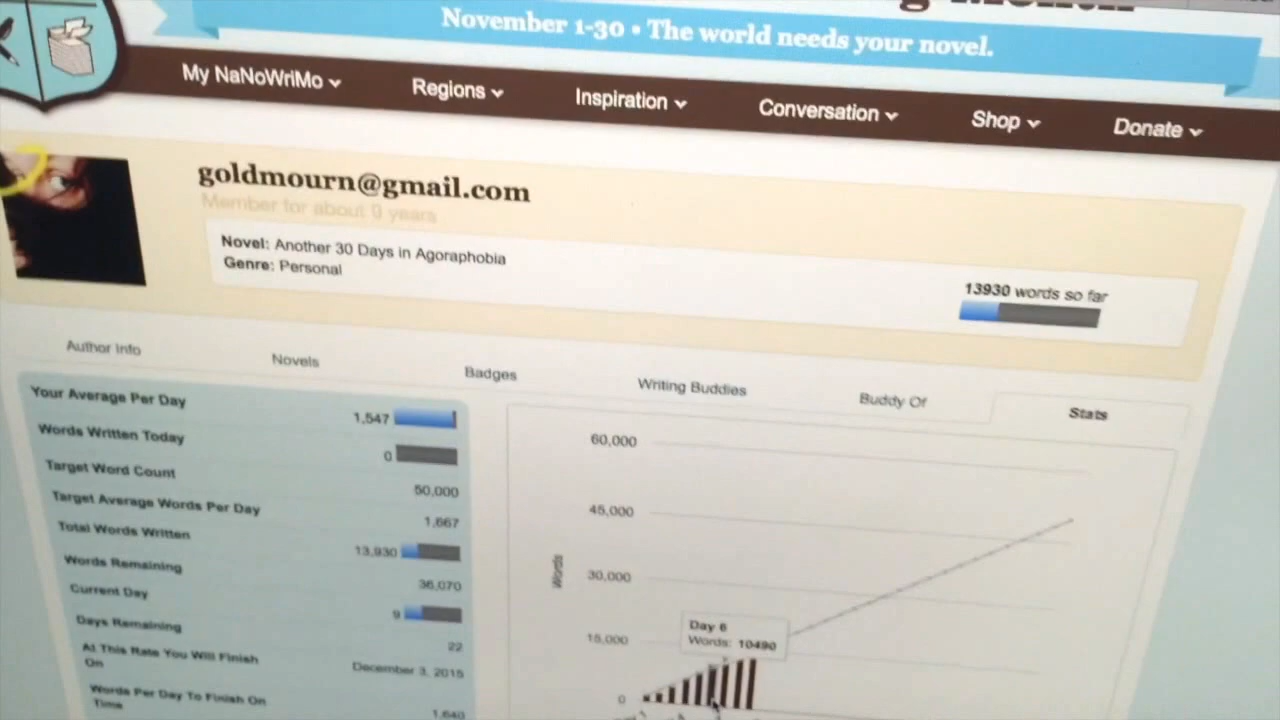 November 1-30 • The world needs your novel.
My NaNoWriMo
Regions
Inspiration
Conversation
Shop
Donate
goldmourn@gmail.com
Member for about 9 years
Novel: Another 30 Days in Agoraphobia
Genre: Personal
13930 words so far
Author Info
Novels
Badges
Writing Buddies
Buddy Of
Stats
Your Average Per Day 1,547
Words Written Today 0
Target Word Count 50,000
Target Average Words Per Day 1,667
Total Words Written 13,930
Words Remaining 36,070
Current Day 9
Days Remaining 22
At This Rate You Will Finish
On December 3, 2015
Words Per Day To Finish On
Time 1,640
60,000
45,000
30,000
15,000
0
Words
Day 6
Words: 10490